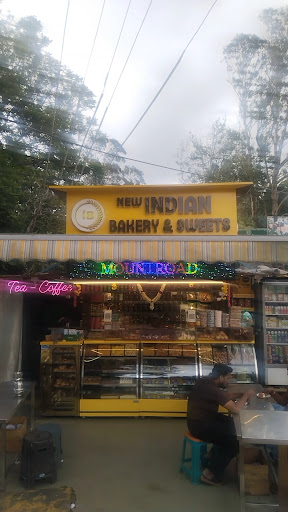 NEW INDIAN
BAKERY & SWEETS
MOUNTROAD
Tea - Coffee